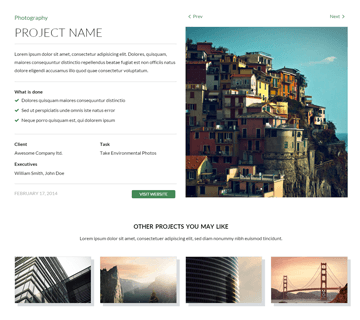 Photography
PROJECT NAME
Lorem ipsum dolor sit amet, consectetur adipiscing elit. Dolores, quisquam,
maiores consequuntur distinctio repellendus beatae fugiat est non officiis natus
dolore eligendi accusamus illo quod quae consectetur voluptatum.
What is done
Dolores quisquam maiores consequuntur distinctio
Sed ut perspiciatis unde omnis iste natus error
Neque porro quisquam est, qui dolorem ipsum
Client
Task
Awesome Company ltd.
Take Environmental Photos
Executives
William Smith, John Doe
FEBRUARY 17, 2014
VISIT WEBSITE
Prev
Next
OTHER PROJECTS YOU MAY LIKE
Lorem ipsum dolor sit amet, consectetuer adipiscing elit, sed diam nonummy nibh euismod tincidunt.